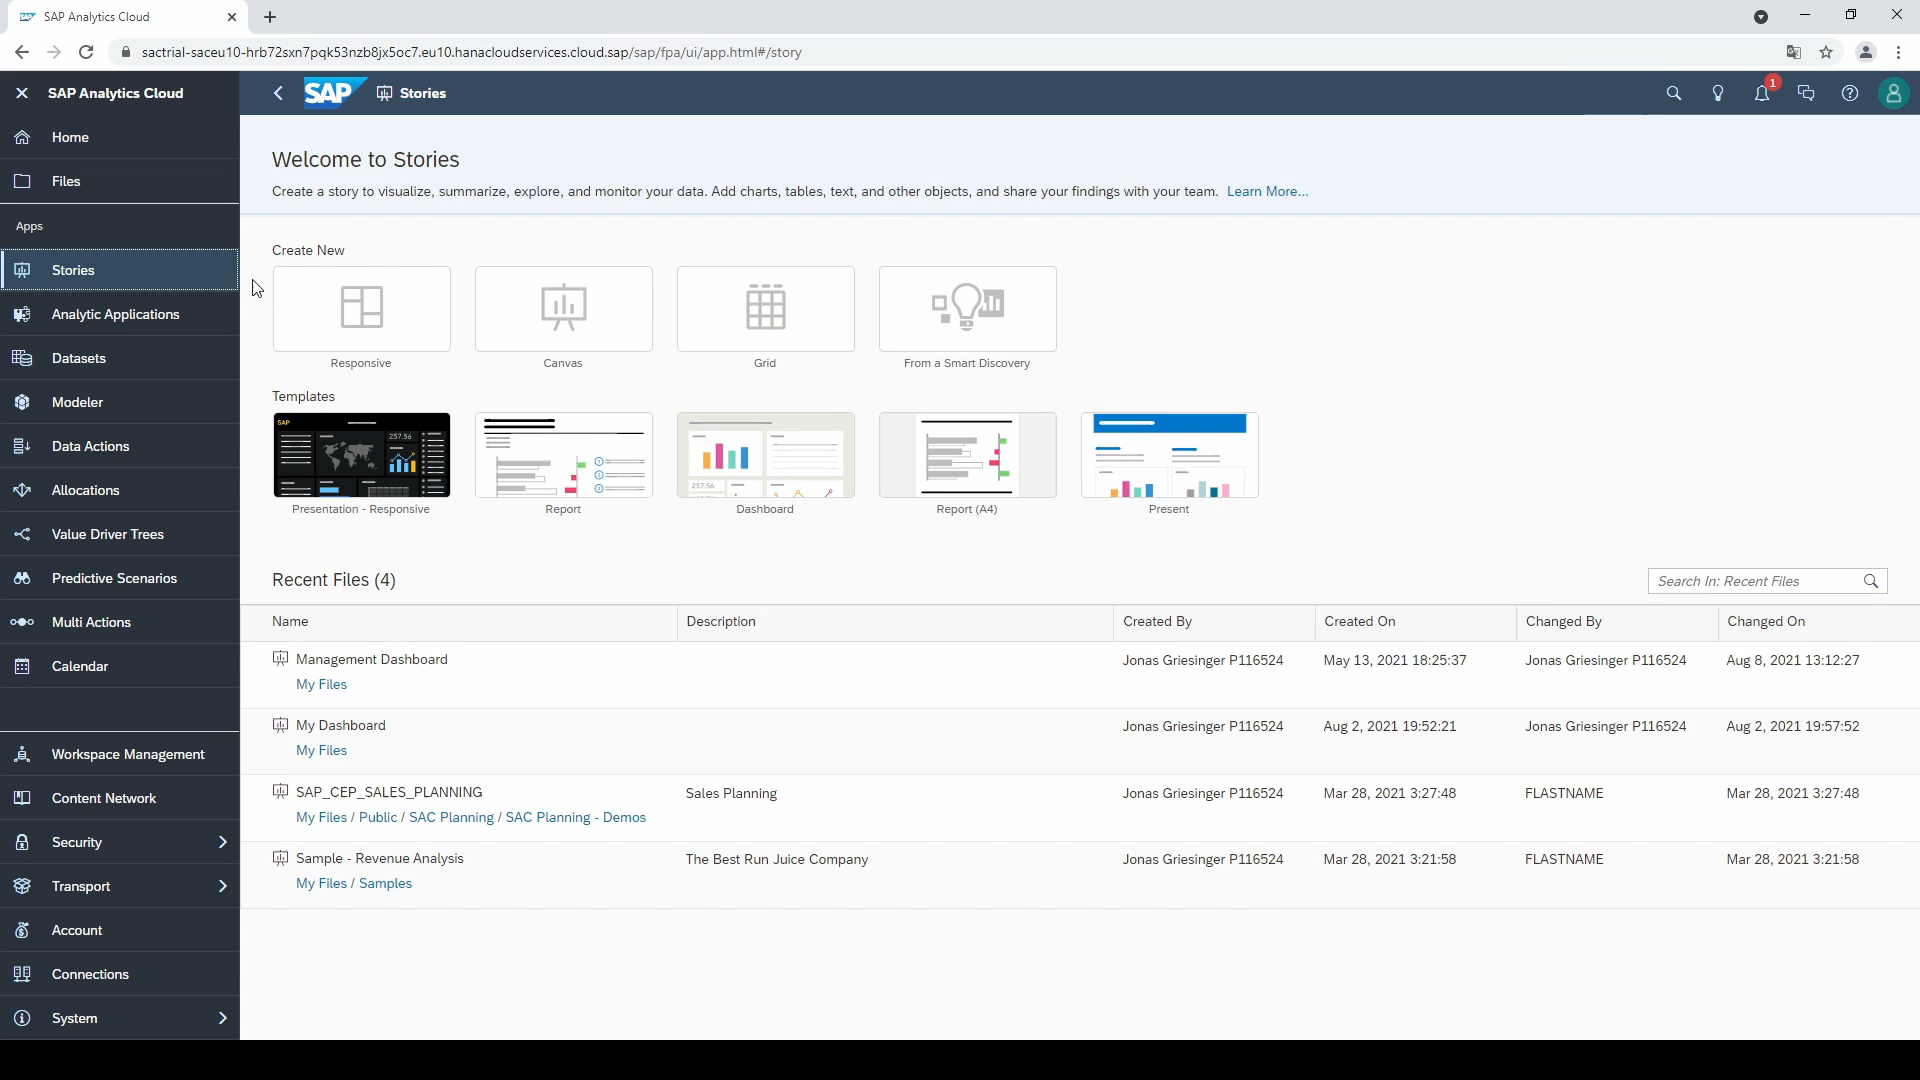 SAP Analytics Cloud
sactrial-saceu10-hrb72sxn7pqk53nzb8jx5oc7.eu10.hanacloudservices.cloud.sap/sap/fpa/ui/app.html#/story
SAP Analytics Cloud
SAP Stories
1
Home
Files
Apps
Stories
Analytic Applications
Datasets
Modeler
Data Actions
Allocations
Value Driver Trees
Predictive Scenarios
Multi Actions
Calendar
Workspace Management
Content Network
Security
Transport
Account
Connections
System
Welcome to Stories
Create a story to visualize, summarize, explore, and monitor your data. Add charts, tables, text, and other objects, and share your findings with your team. Learn More...
Create New
Responsive Canvas Grid From a Smart Discovery
Templates
SAP 257.56
257.56
Presentation - Responsive Report Dashboard Report (A4) Present
Recent Files (4)
Search In: Recent Files
Name Description Created By Created On Changed By Changed On
Management Dashboard Jonas Griesinger P116524 May 13, 2021 18:25:37 Jonas Griesinger P116524 Aug 8, 2021 13:12:27
My Files
My Dashboard Jonas Griesinger P116524 Aug 2, 2021 19:52:21 Jonas Griesinger P116524 Aug 2, 2021 19:57:52
My Files
SAP_CEP_SALES_PLANNING Sales Planning Jonas Griesinger P116524 Mar 28, 2021 3:27:48 FLASTNAME Mar 28, 2021 3:27:48
My Files / Public / SAC Planning / SAC Planning - Demos
Sample - Revenue Analysis The Best Run Juice Company Jonas Griesinger P116524 Mar 28, 2021 3:21:58 FLASTNAME Mar 28, 2021 3:21:58
My Files / Samples